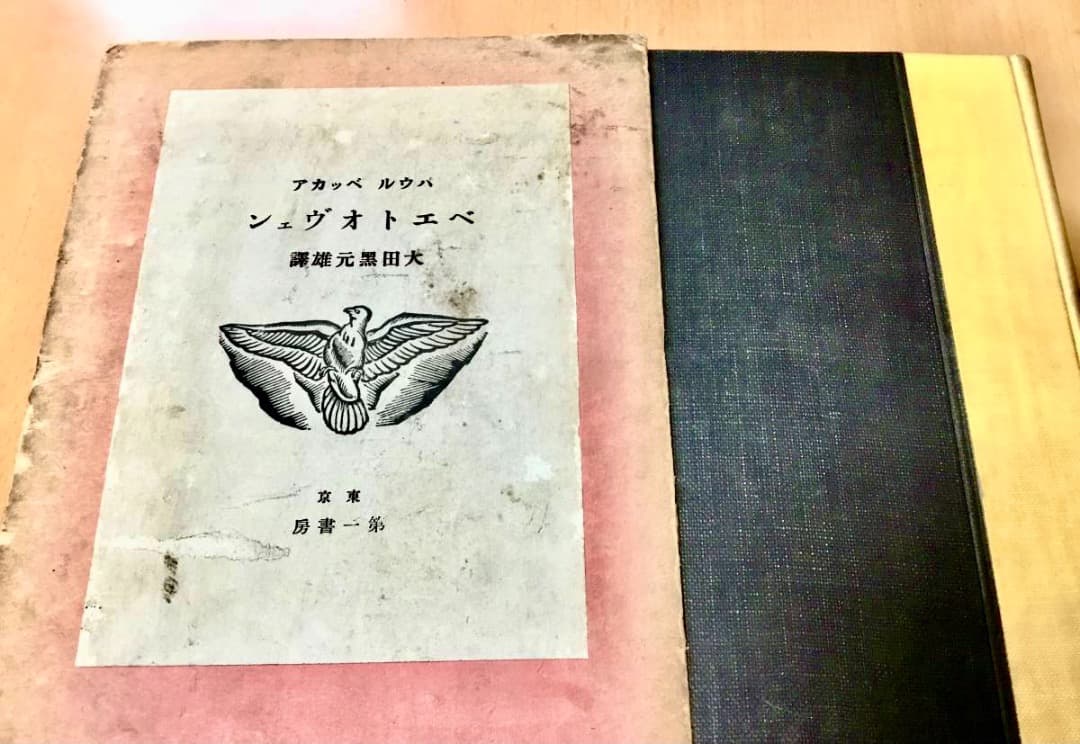 パウル ベッカア
ベエトオヴェン
大田黑元雄譯
東京
第一書房